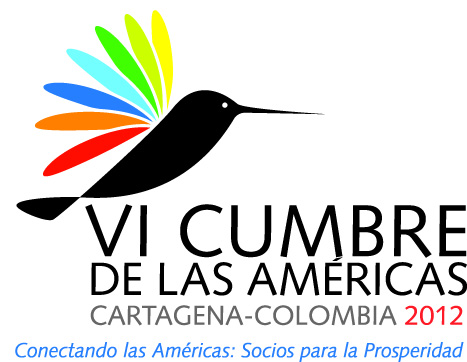 VI CUMBRE
DE LAS AMÉRICAS
CARTAGENA-COLOMBIA 2012
Conectando las Américas: Socios para la Prosperidad